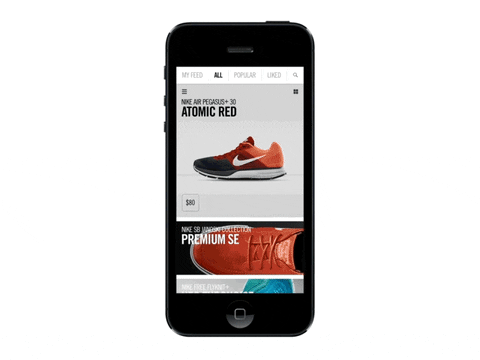 MY FEED ALL POPULAR LIKED
NIKE AIR PEGASUS+ 30
ATOMIC RED
$80
NIKE SB JANOSKI COLLECTION
PREMIUM SE
NIKE FREE FLYKNIT+